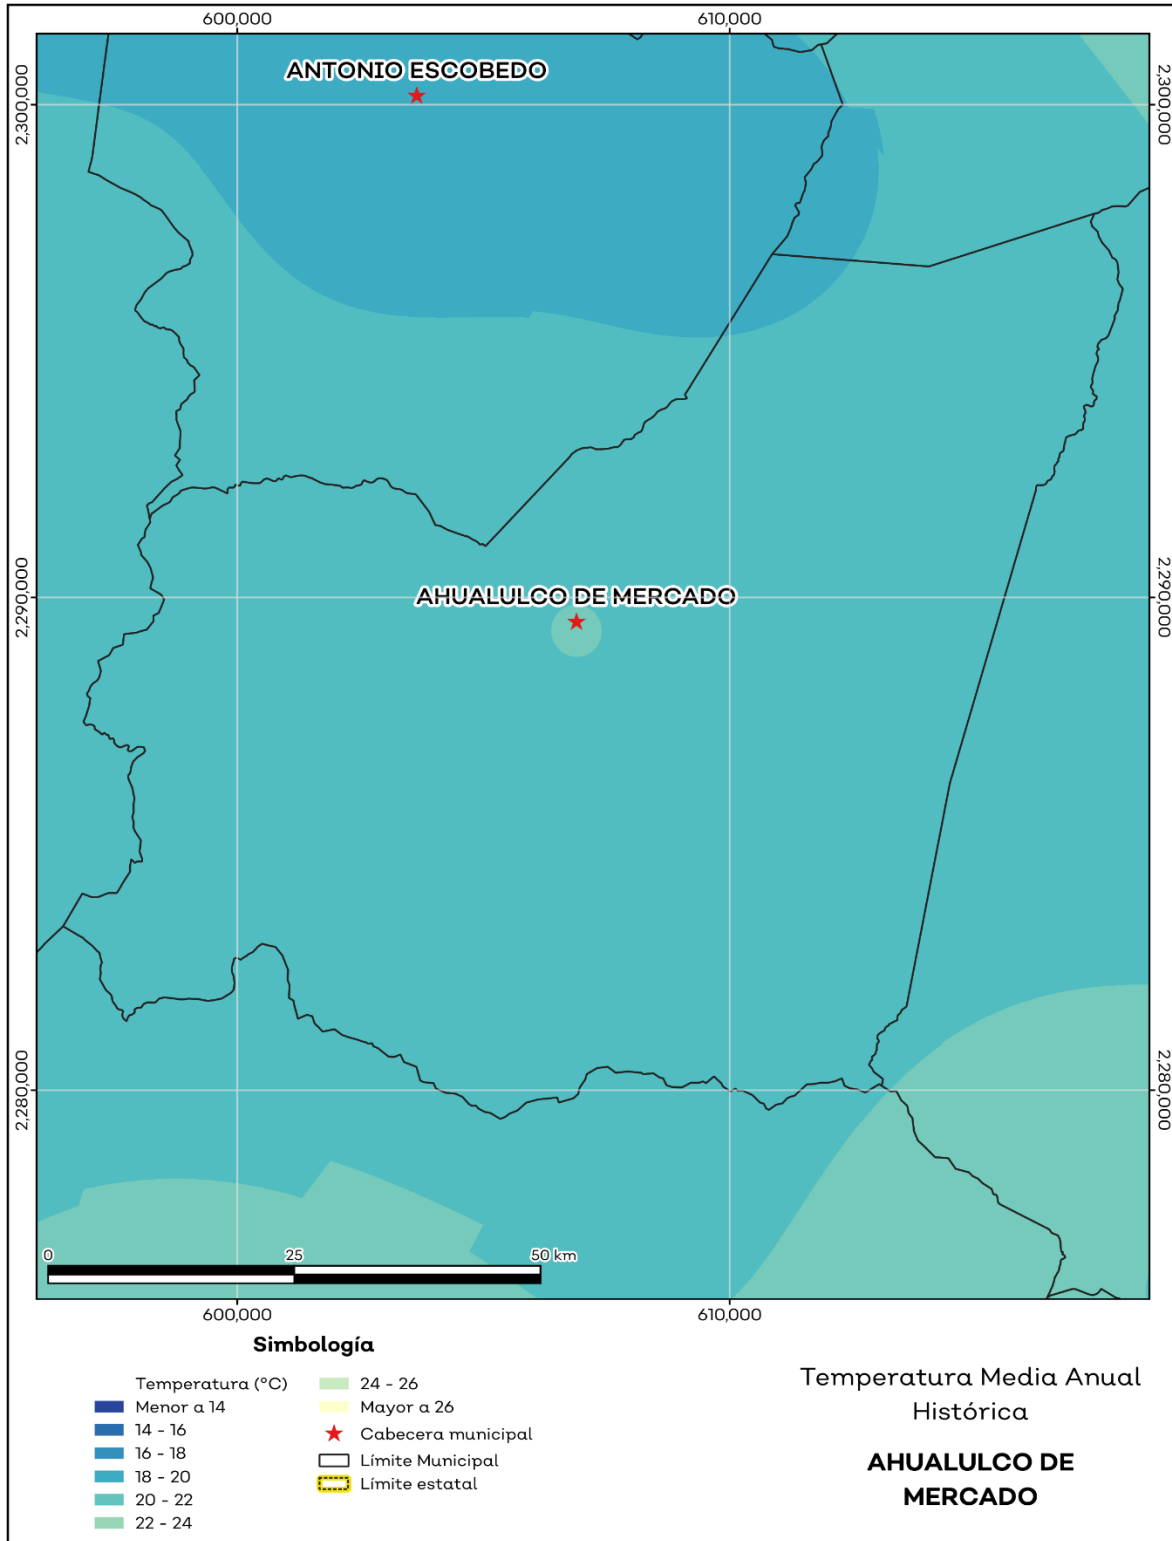 600,000
610,000
2,300,000
2,300,000
ANTONIO ESCOBEDO
2,290,000
2,290,000
AHUALULCO DE MERCADO
2,280,000
2,280,000
0
25
50 km
600,000
610,000
Simbología
Temperatura (°C)
Menor a 14
14 - 16
16 - 18
18 - 20
20 - 22
22 - 24
24 - 26
Mayor a 26
Cabecera municipal
Límite Municipal
Límite estatal
Temperatura Media Anual
Histórica
AHUALULCO DE
MERCADO